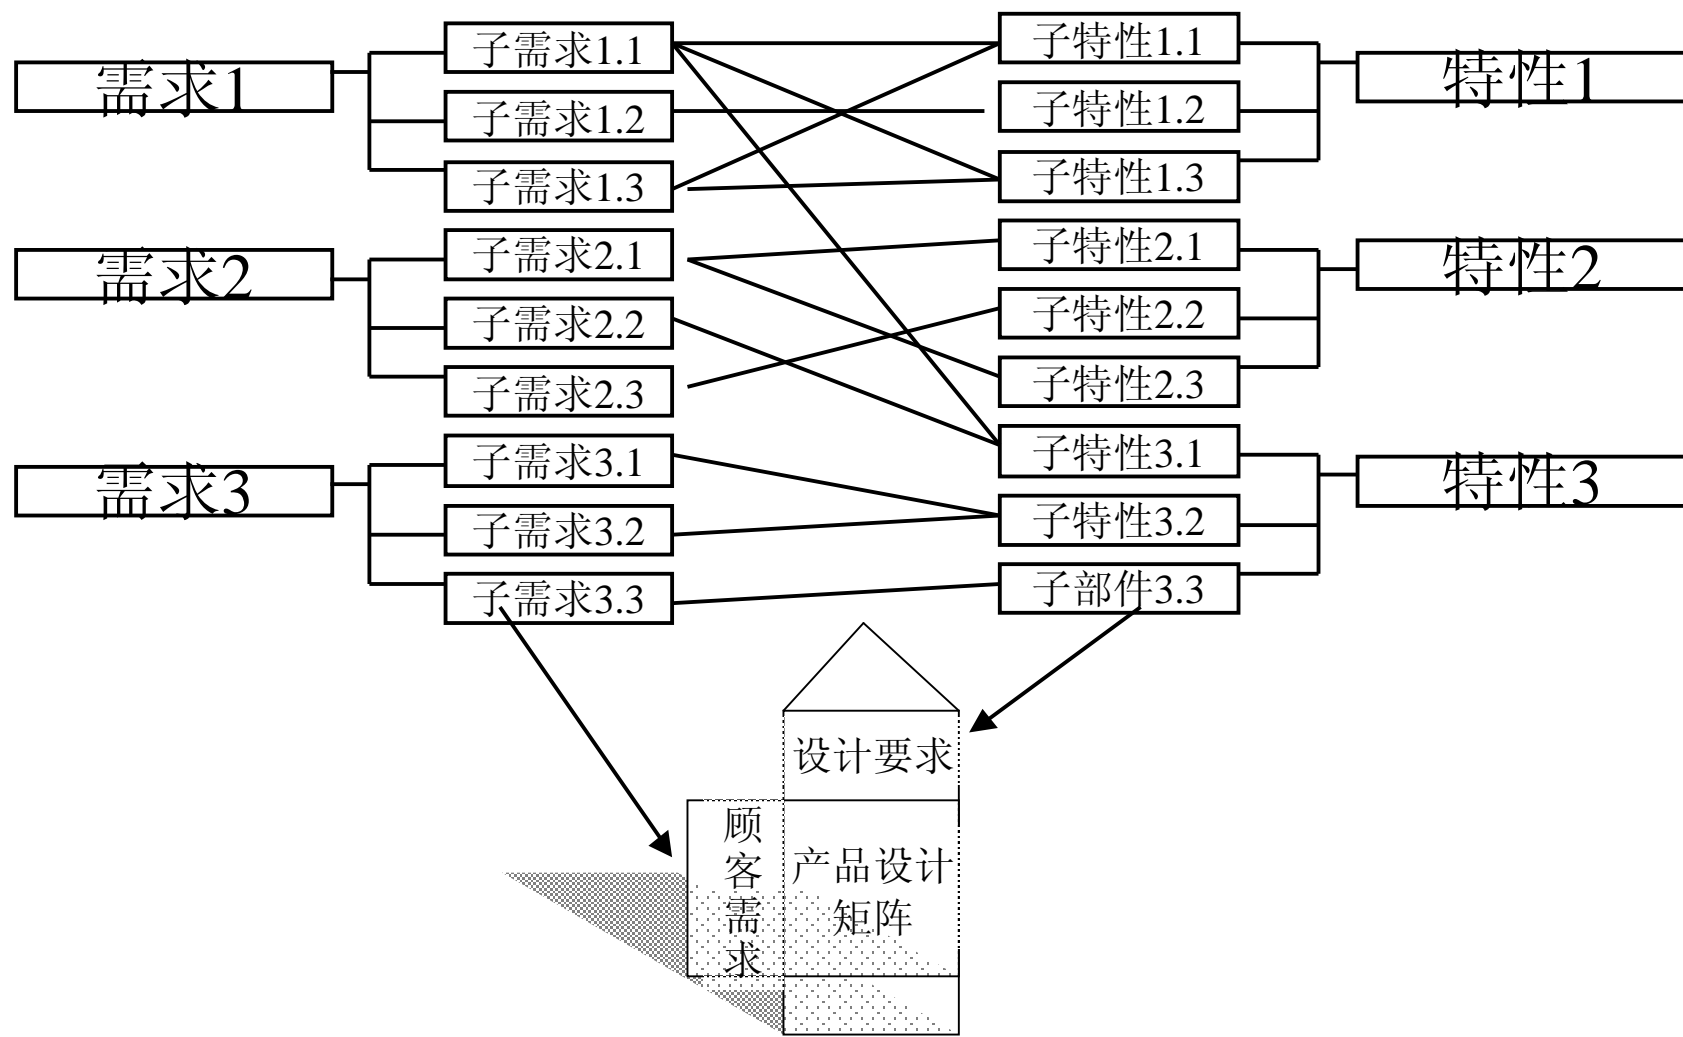 需求1
子需求1.1
子需求1.2
子需求1.3
需求2
子需求2.1
子需求2.2
子需求2.3
需求3
子需求3.1
子需求3.2
子需求3.3
子特性1.1
子特性1.2
子特性1.3
特性1
子特性2.1
子特性2.2
子特性2.3
特性2
子特性3.1
子特性3.2
子部件3.3
特性3
设计要求
顾
客
需
求
产品设计
矩阵